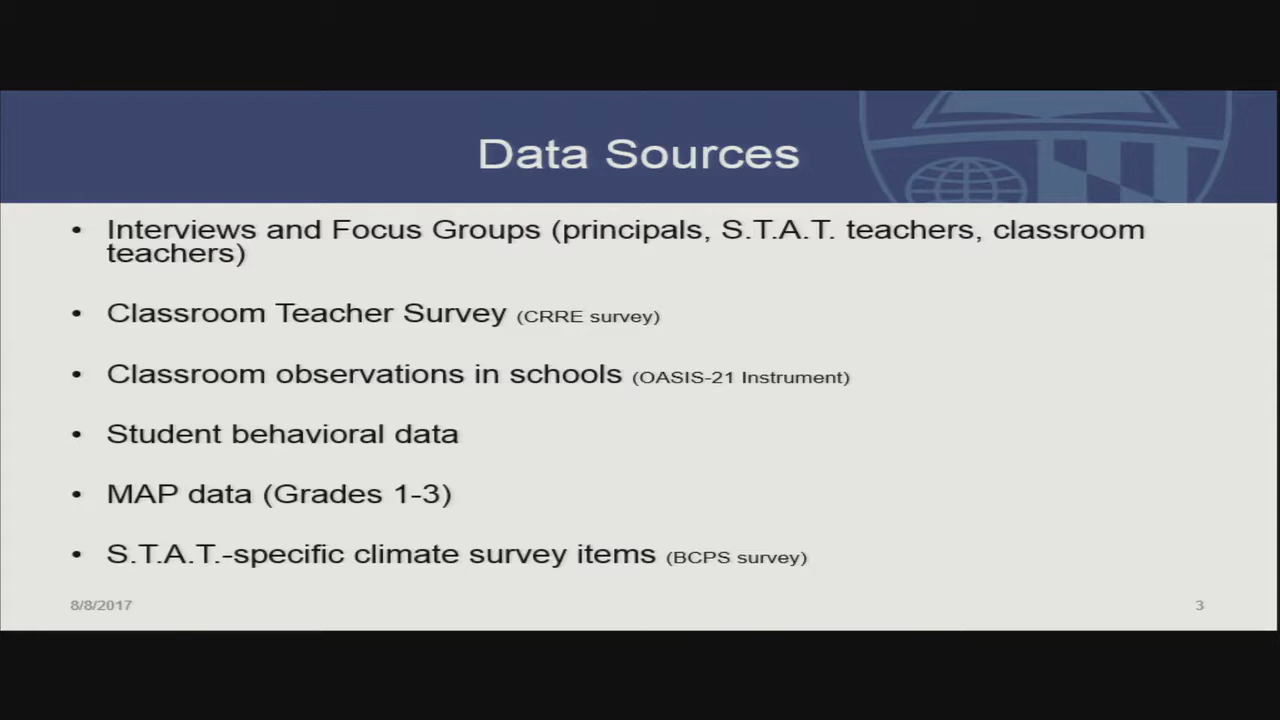 Data Sources
• Interviews and Focus Groups (principals, S.T.A.T. teachers, classroom
teachers)
• Classroom Teacher Survey (CRRE survey)
• Classroom observations in schools (OASIS-21 Instrument)
• Student behavioral data
• MAP data (Grades 1-3)
• S.T.A.T.-specific climate survey items (BCPS survey)
8/8/2017
3